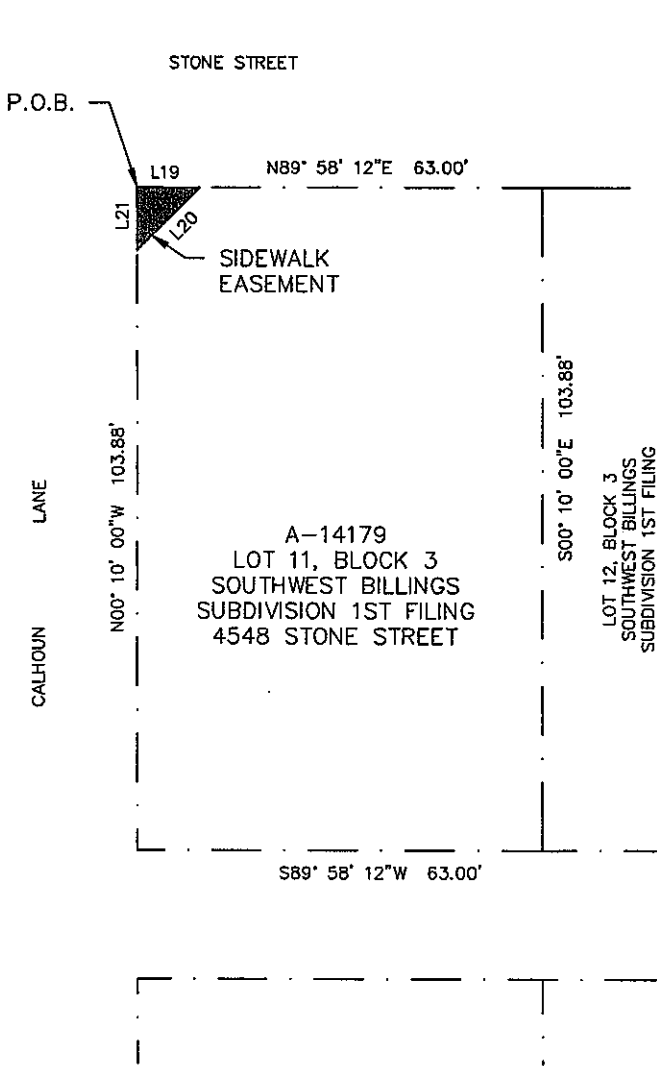 STONE STREET
P.O.B.
L19
N89° 58' 12"E 63.00'
L21
L20
SIDEWALK
EASEMENT
N00° 10' 00"W 103.88'
S00° 10' 00"E 103.88'
CALHOUN LANE
A-14179
LOT 11, BLOCK 3
SOUTHWEST BILLINGS
SUBDIVISION 1ST FILING
4548 STONE STREET
LOT 12, BLOCK 3
SOUTHWEST BILLINGS
SUBDIVISION 1ST FILING
S89° 58' 12"W 63.00'